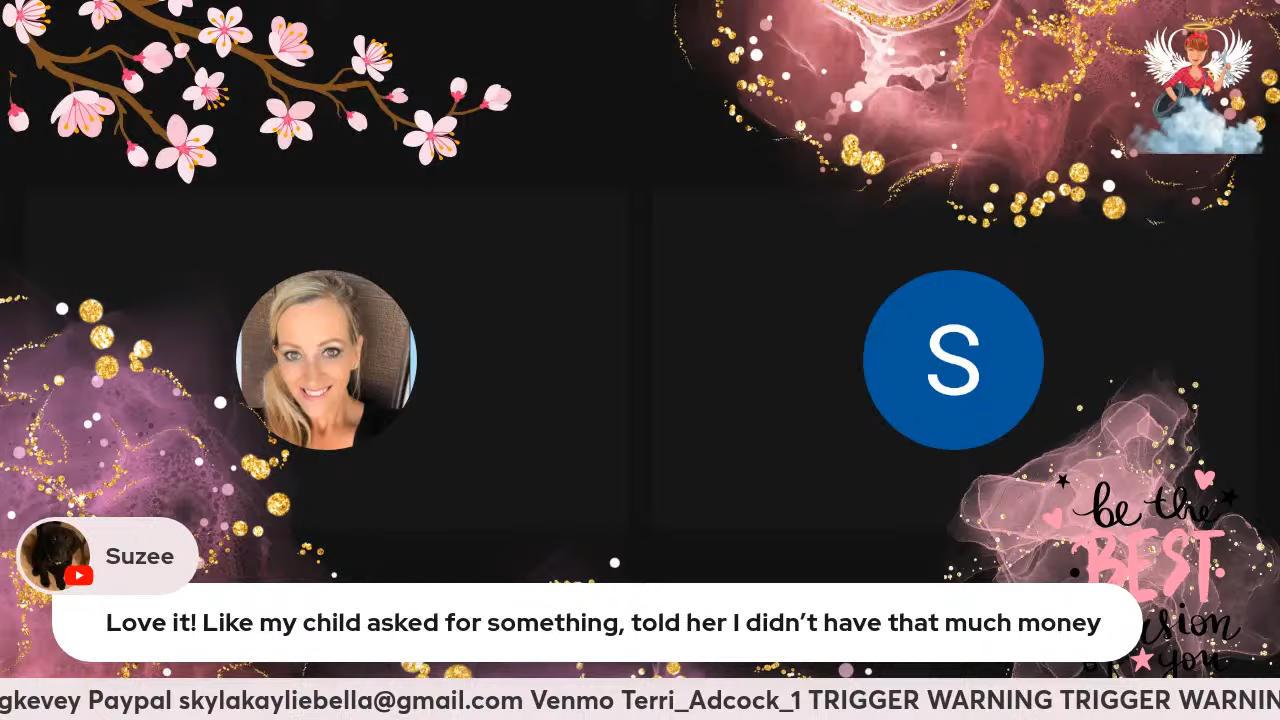 S
be the
BEST
Suzee
Love it! Like my child asked for something, told her I didn’t have that much money
you
gkevey Paypal skylakayliebella@gmail.com Venmo Terri_Adcock_1 TRIGGER WARNING TRIGGER WARNIN